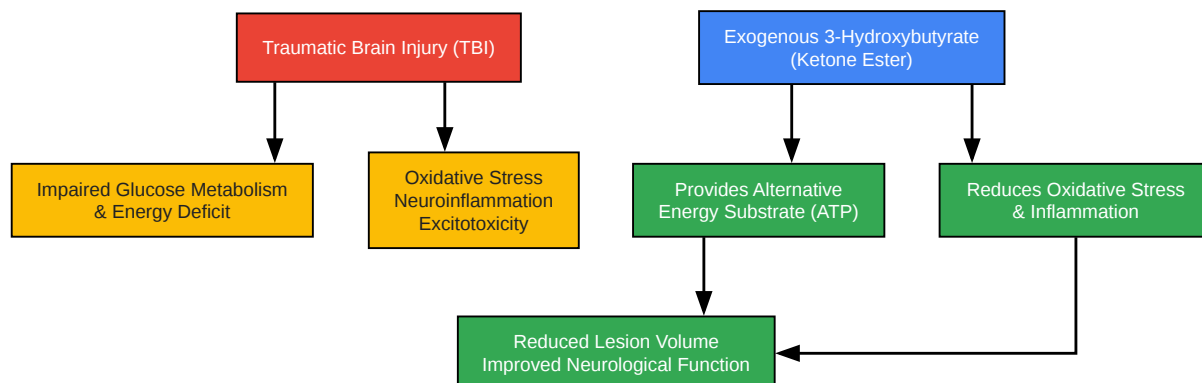 Traumatic Brain Injury (TBI)
Exogenous 3-Hydroxybutyrate
(Ketone Ester)
Impaired Glucose Metabolism
& Energy Deficit
Oxidative Stress
Neuroinflammation
Excitotoxicity
Provides Alternative
Energy Substrate (ATP)
Reduces Oxidative Stress
& Inflammation
Reduced Lesion Volume
Improved Neurological Function